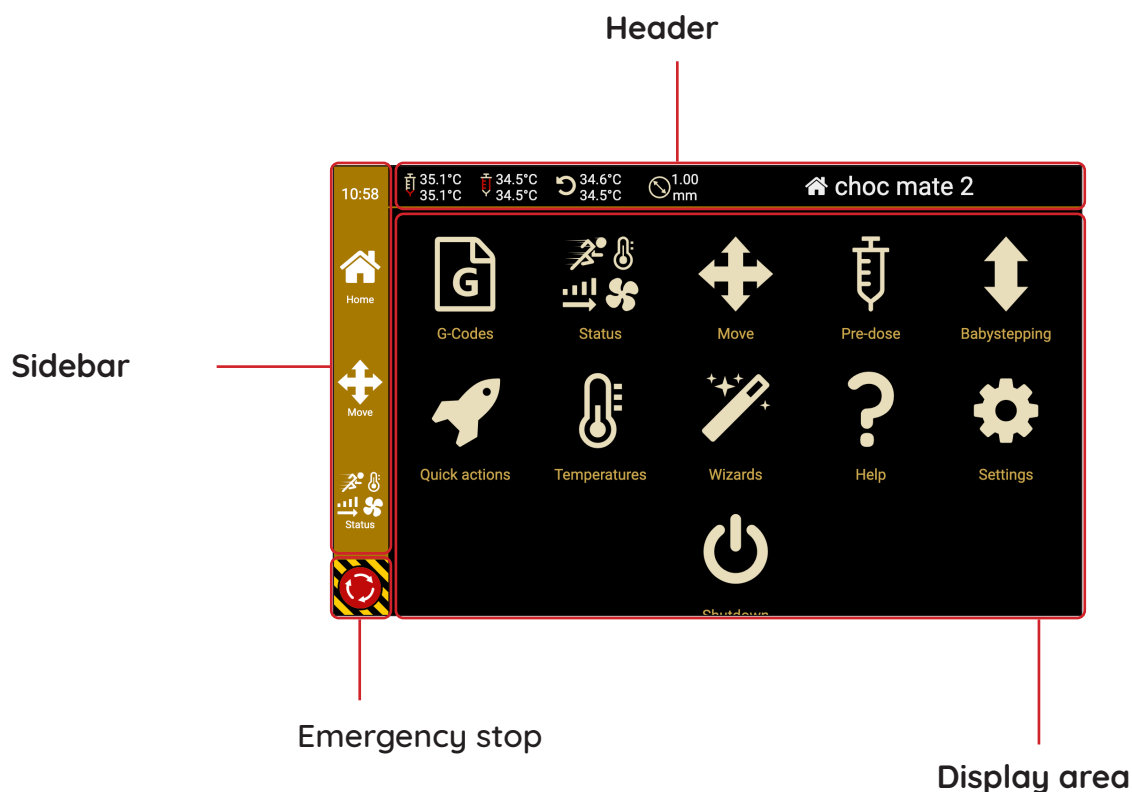 Header
10:58
35.1°C
35.1°C
34.5°C
34.5°C
34.6°C
34.5°C
1.00
mm
choc mate 2
Home
Move
Status
G
G-Codes
Status
Move
Pre-dose
Babystepping
Quick actions
Temperatures
Wizards
Help
Settings
Shutdown
Sidebar
Emergency stop
Display area